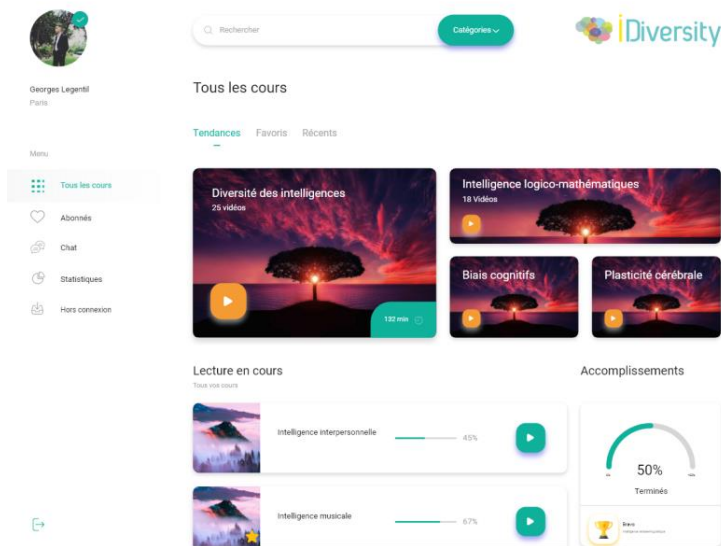 Georges Legentil
Paris
Menu
Tous les cours
Abonnés
Chat
Statistiques
Hors connexion
Rechercher
Catégories
iDiversity
Tous les cours
Tendances
Favoris
Récents
Diversité des intelligences
25 vidéos
132 min
Intelligence logico-mathématiques
18 Vidéos
Biais cognitifs
Plasticité cérébrale
Lecture en cours
Tous vos cours
Intelligence interpersonnelle
45%
Intelligence musicale
67%
Accomplissements
50%
Terminés
Bravo